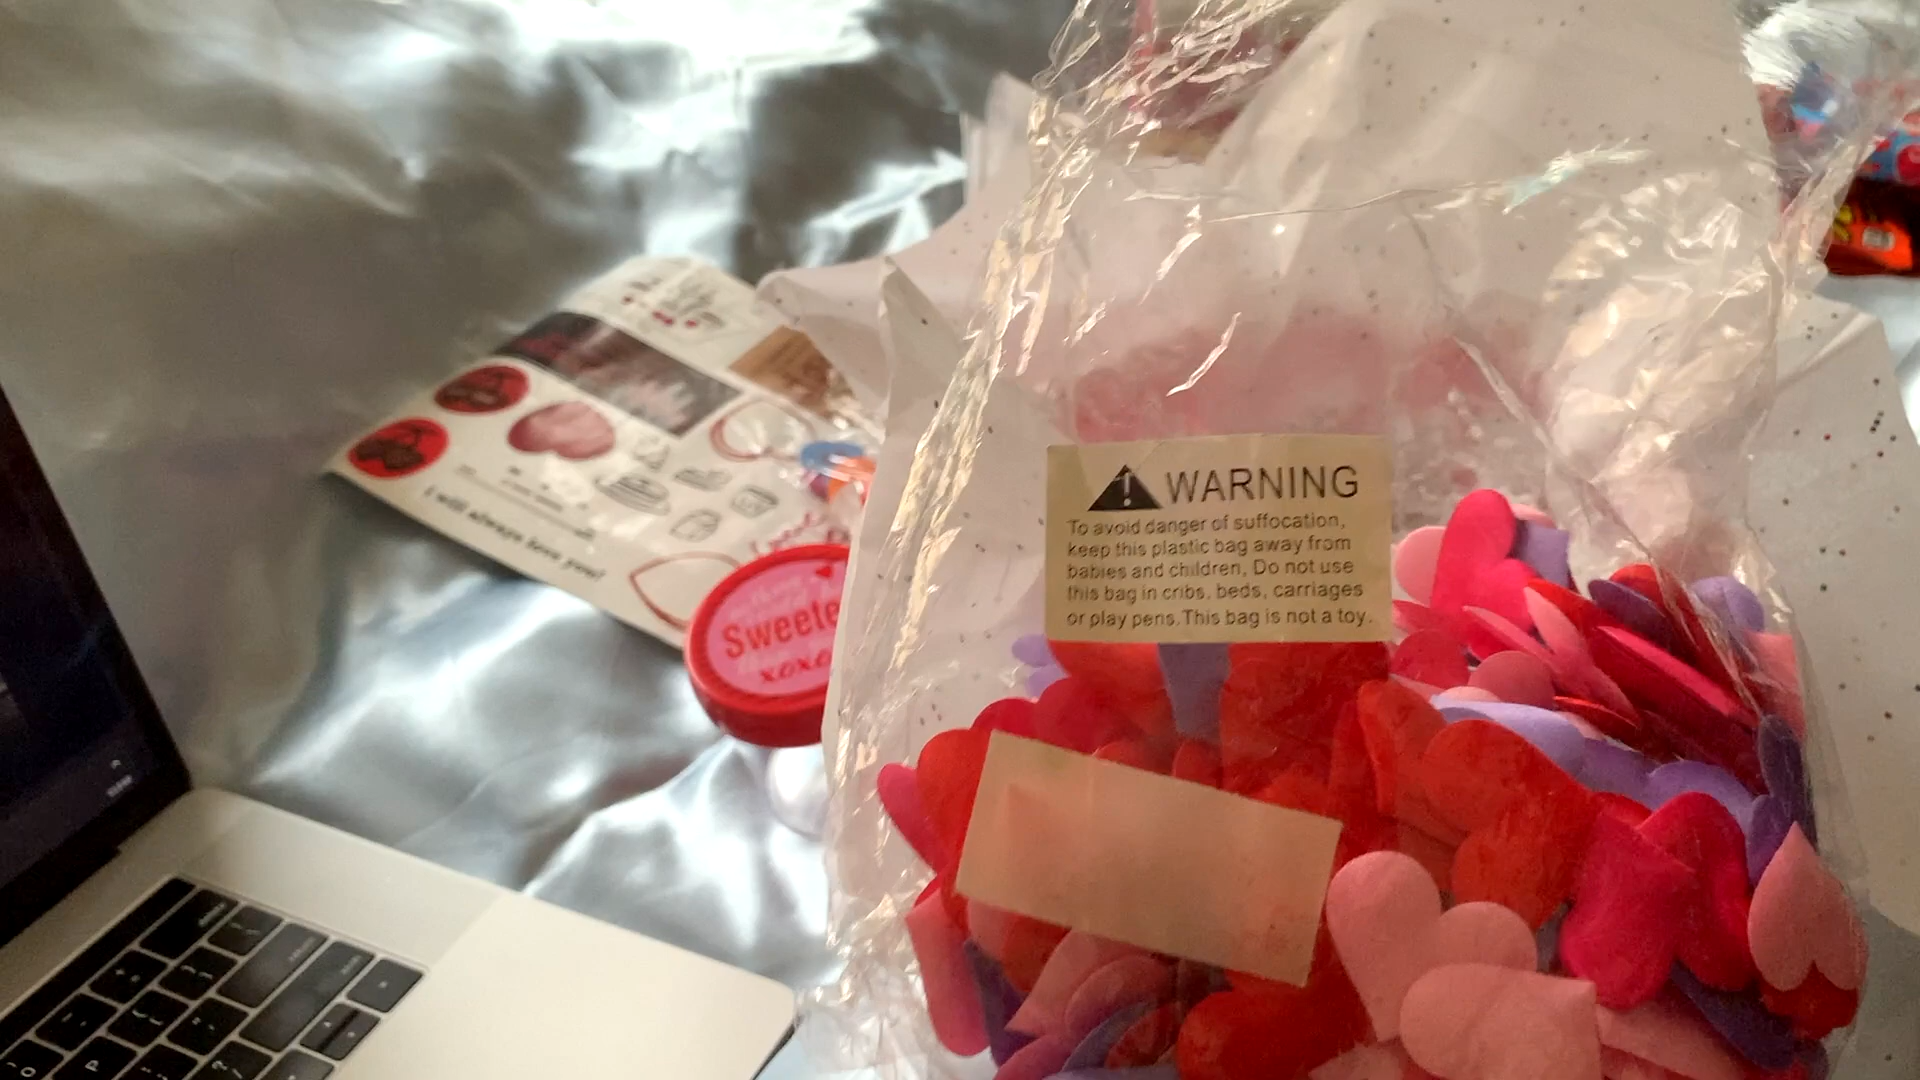 WARNING
To avoid danger of suffocation,
keep this plastic bag away from
babies and children, Do not use
this bag in cribs, beds, carriages
or play pens.This bag is not a toy.
I will always love you!
Sweete
xoxo
P